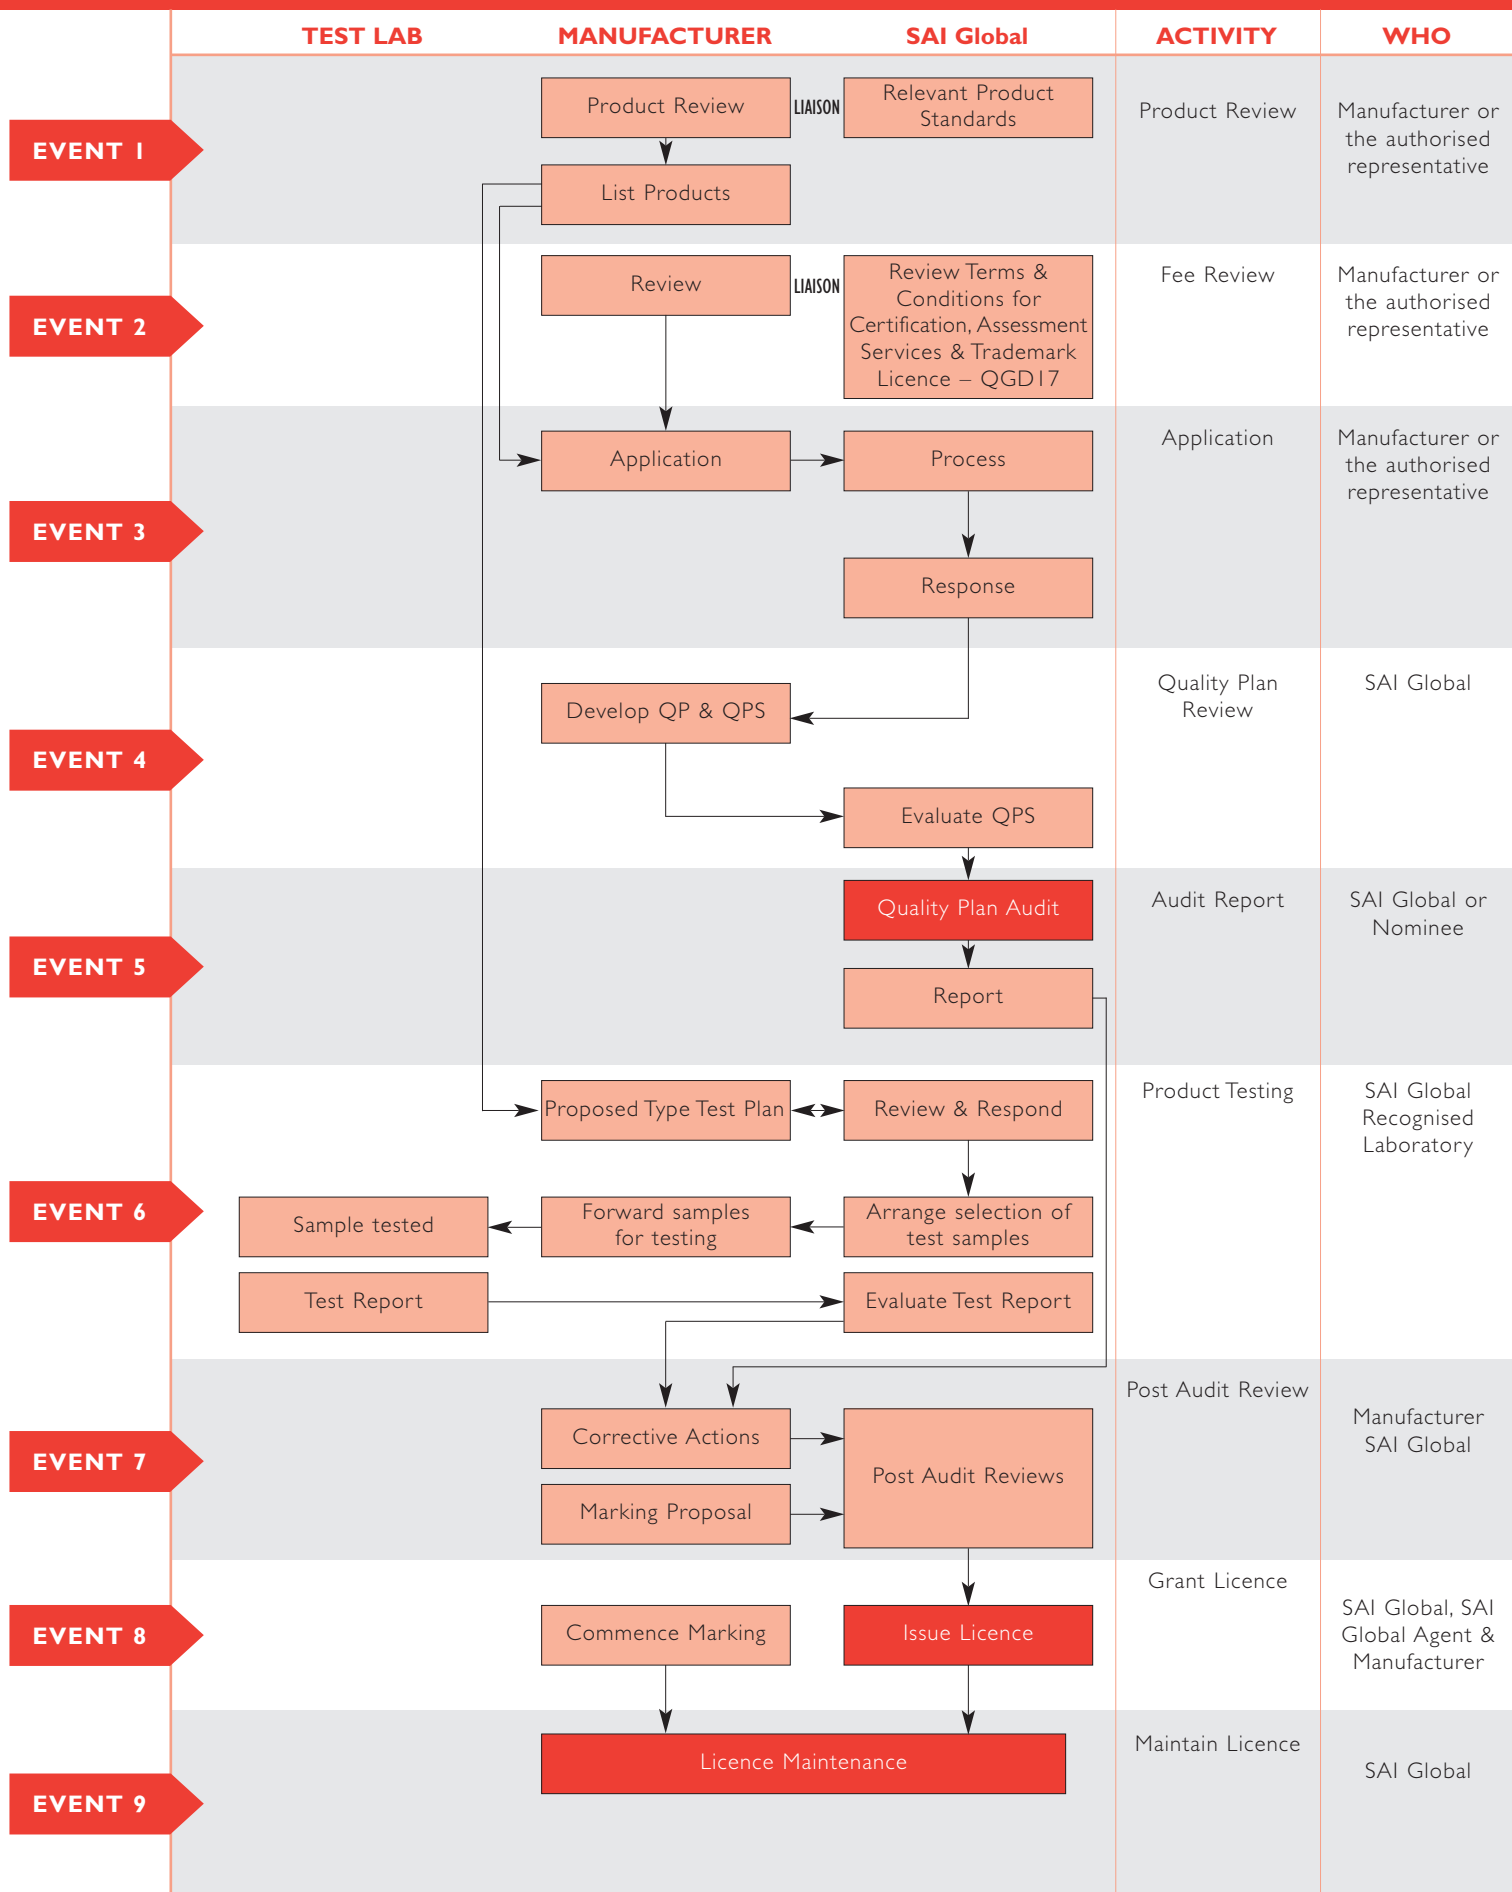 TEST LAB
MANUFACTURER
SAI Global
ACTIVITY
WHO
EVENT 1
Product Review
LIAISON
Relevant Product
Standards
List Products
Product Review
Manufacturer or
the authorised
representative
EVENT 2
Review
LIAISON
Review Terms &
Conditions for
Certification, Assessment
Services & Trademark
Licence – QGD17
Fee Review
Manufacturer or
the authorised
representative
EVENT 3
Application
Process
Response
Application
Manufacturer or
the authorised
representative
EVENT 4
Develop QP & QPS
Evaluate QPS
Quality Plan
Review
SAI Global
EVENT 5
Quality Plan Audit
Report
Audit Report
SAI Global or
Nominee
EVENT 6
Proposed Type Test Plan
Review & Respond
Sample tested
Forward samples
for testing
Arrange selection of
test samples
Test Report
Evaluate Test Report
Product Testing
SAI Global
Recognised
Laboratory
EVENT 7
Corrective Actions
Marking Proposal
Post Audit Reviews
Post Audit Review
Manufacturer
SAI Global
EVENT 8
Commence Marking
Issue Licence
Grant Licence
SAI Global, SAI
Global Agent &
Manufacturer
EVENT 9
Licence Maintenance
Maintain Licence
SAI Global